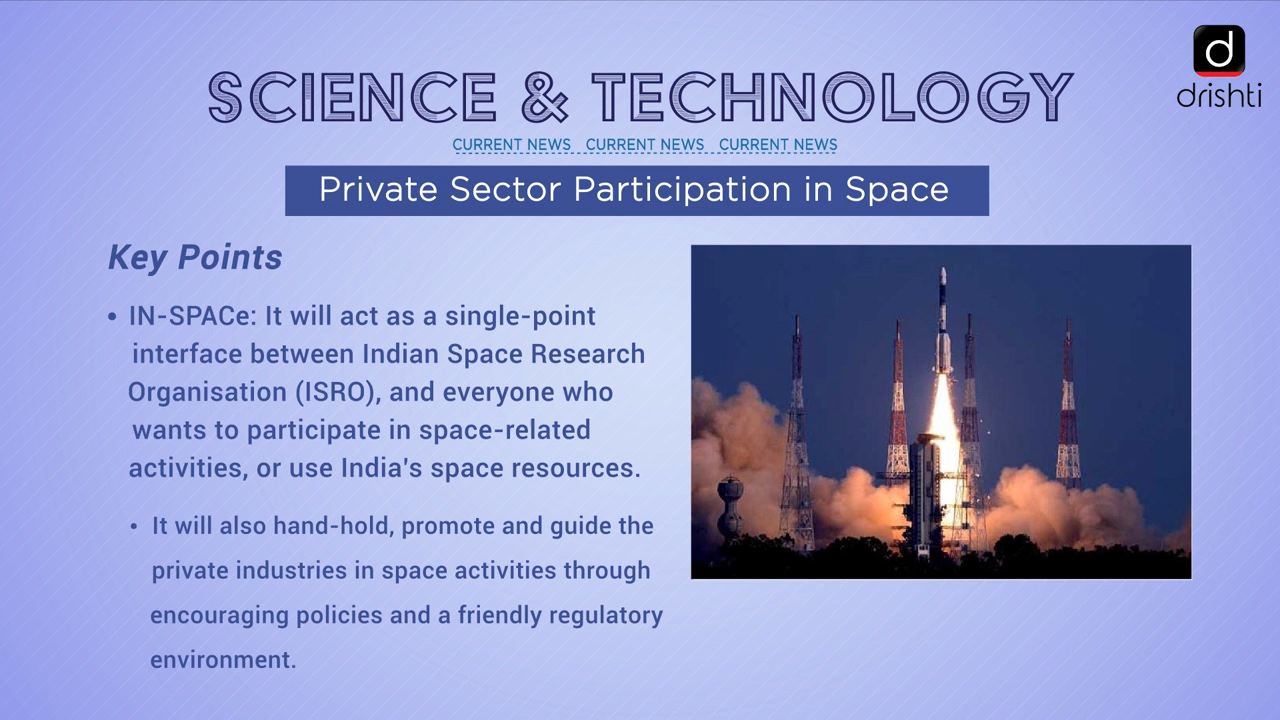 SCIENCE & TECHNOLOGY
CURRENT NEWS CURRENT NEWS CURRENT NEWS
Private Sector Participation in Space
d
drishti
Key Points
• IN-SPACe: It will act as a single-point
interface between Indian Space Research
Organisation (ISRO), and everyone who
wants to participate in space-related
activities, or use India's space resources.
• It will also hand-hold, promote and guide the
private industries in space activities through
encouraging policies and a friendly regulatory
environment.